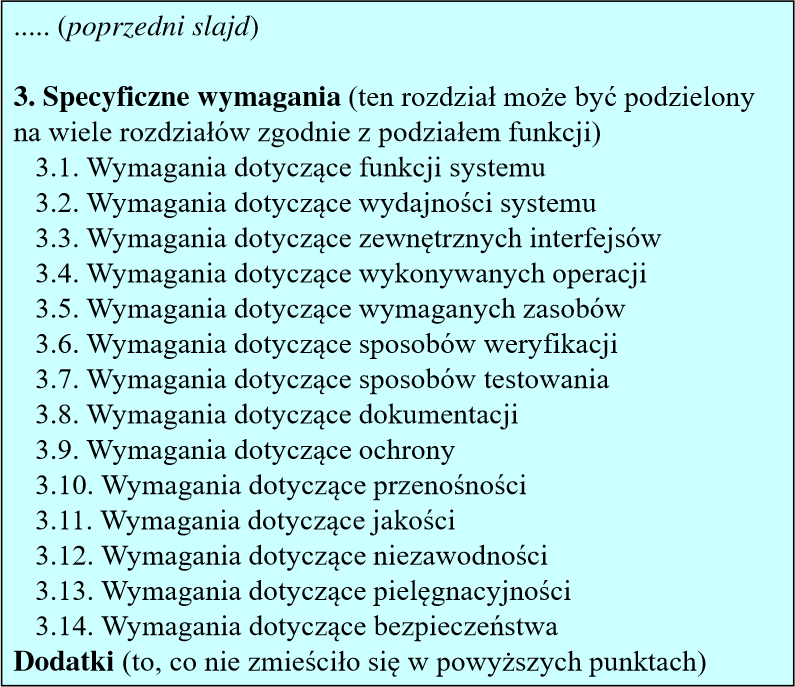 ..... (poprzedni slajd)
3. Specyficzne wymagania (ten rozdział może być podzielony
na wiele rozdziałów zgodnie z podziałem funkcji)
3.1. Wymagania dotyczące funkcji systemu
3.2. Wymagania dotyczące wydajności systemu
3.3. Wymagania dotyczące zewnętrznych interfejsów
3.4. Wymagania dotyczące wykonywanych operacji
3.5. Wymagania dotyczące wymaganych zasobów
3.6. Wymagania dotyczące sposobów weryfikacji
3.7. Wymagania dotyczące sposobów testowania
3.8. Wymagania dotyczące dokumentacji
3.9. Wymagania dotyczące ochrony
3.10. Wymagania dotyczące przenośności
3.11. Wymagania dotyczące jakości
3.12. Wymagania dotyczące niezawodności
3.13. Wymagania dotyczące pielęgnacyjności
3.14. Wymagania dotyczące bezpieczeństwa
Dodatki (to, co nie zmieściło się w powyższych punktach)